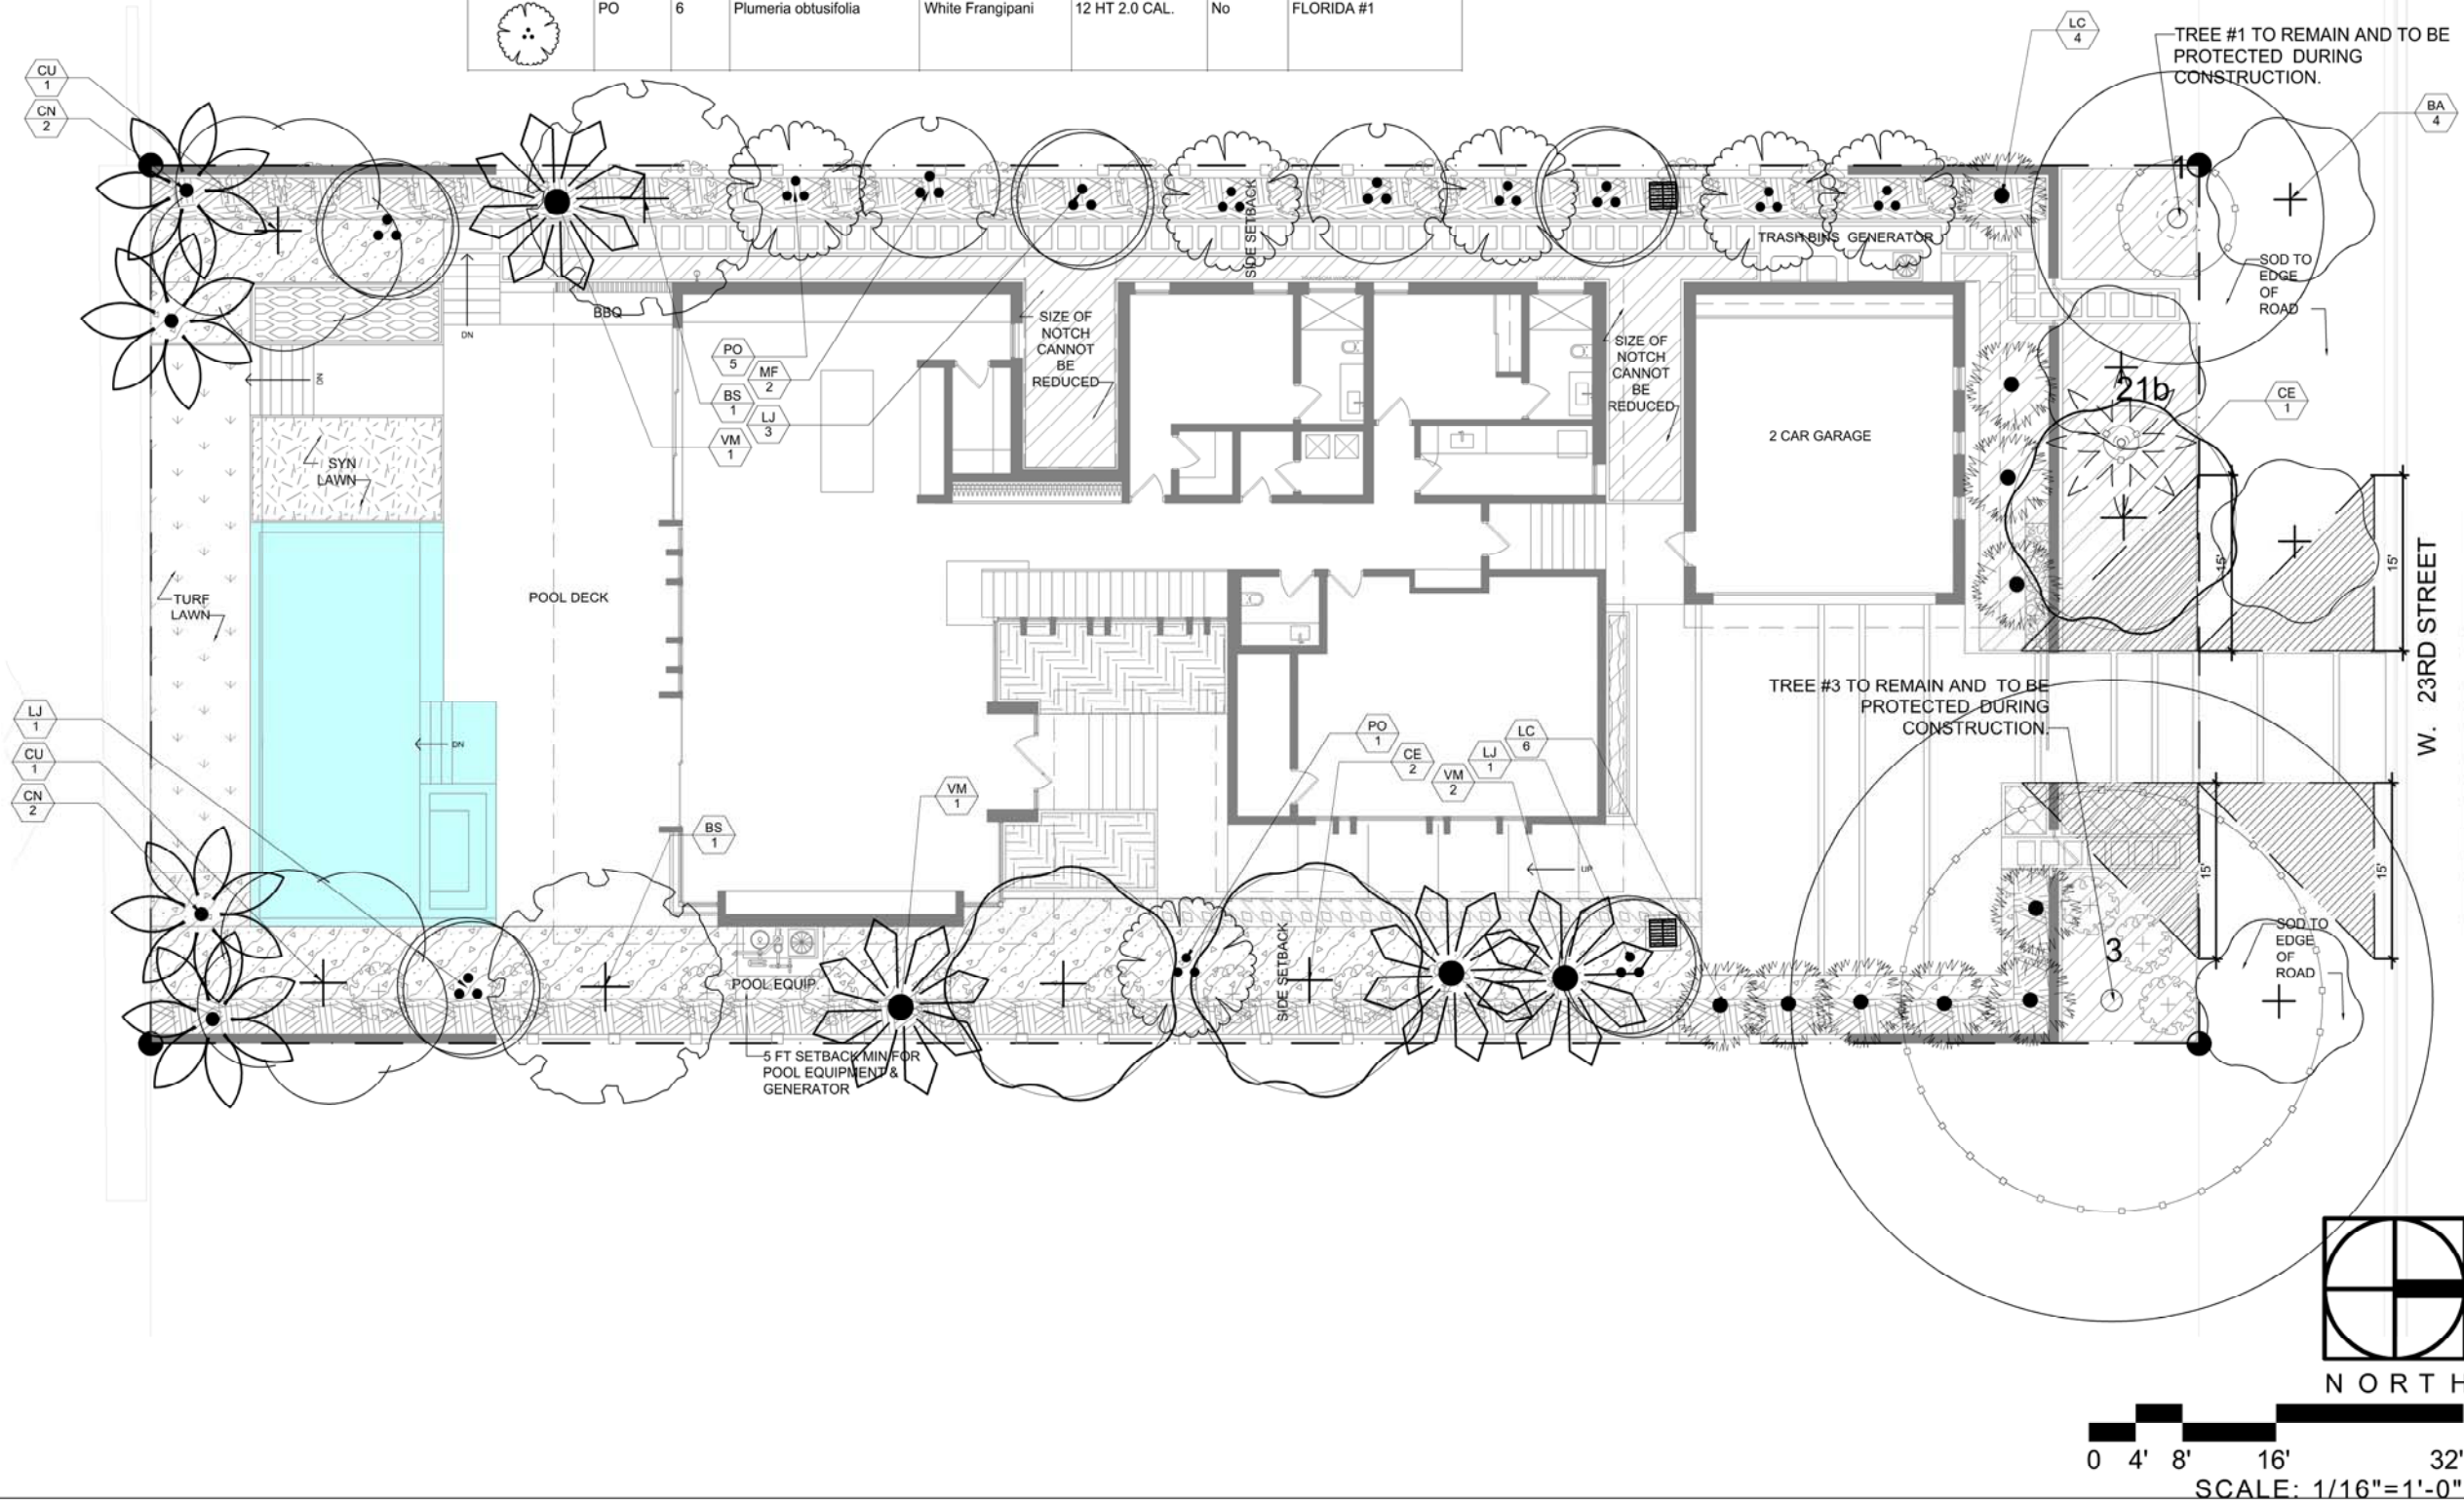 PO 6 Plumeria obtusifolia White Frangipani 12 HT 2.0 CAL. No FLORIDA #1
LC
4
TREE #1 TO REMAIN AND TO BE
PROTECTED DURING
CONSTRUCTION.
CU
1
CN
2
BA
4
1
SIDE SETBACK
TRASH BINS GENERATOR
SOD TO
EDGE
OF
ROAD
BBQ
DN
DN
SIZE OF
NOTCH
CANNOT
BE
REDUCED
SIZE OF
NOTCH
CANNOT
BE
REDUCED
PO
5
MF
2
BS
1
LJ
3
VM
1
21b
CE
1
2 CAR GARAGE
SYN
LAWN
15'
15'
W. 23RD STREET
TURF
LAWN
POOL DECK
TREE #3 TO REMAIN AND TO BE
PROTECTED DURING
CONSTRUCTION.
LJ
1
CU
1
CN
2
DN
PO
1
CE
2
VM
2
LJ
1
LC
6
VM
1
BS
1
UP
15'
15'
3
SOD TO
EDGE
OF
ROAD
POOL EQUIP
SIDE SETBACK
5 FT SETBACK MIN FOR
POOL EQUIPMENT &
GENERATOR
NORTH
0 4' 8' 16' 32'
SCALE: 1/16"=1'-0"